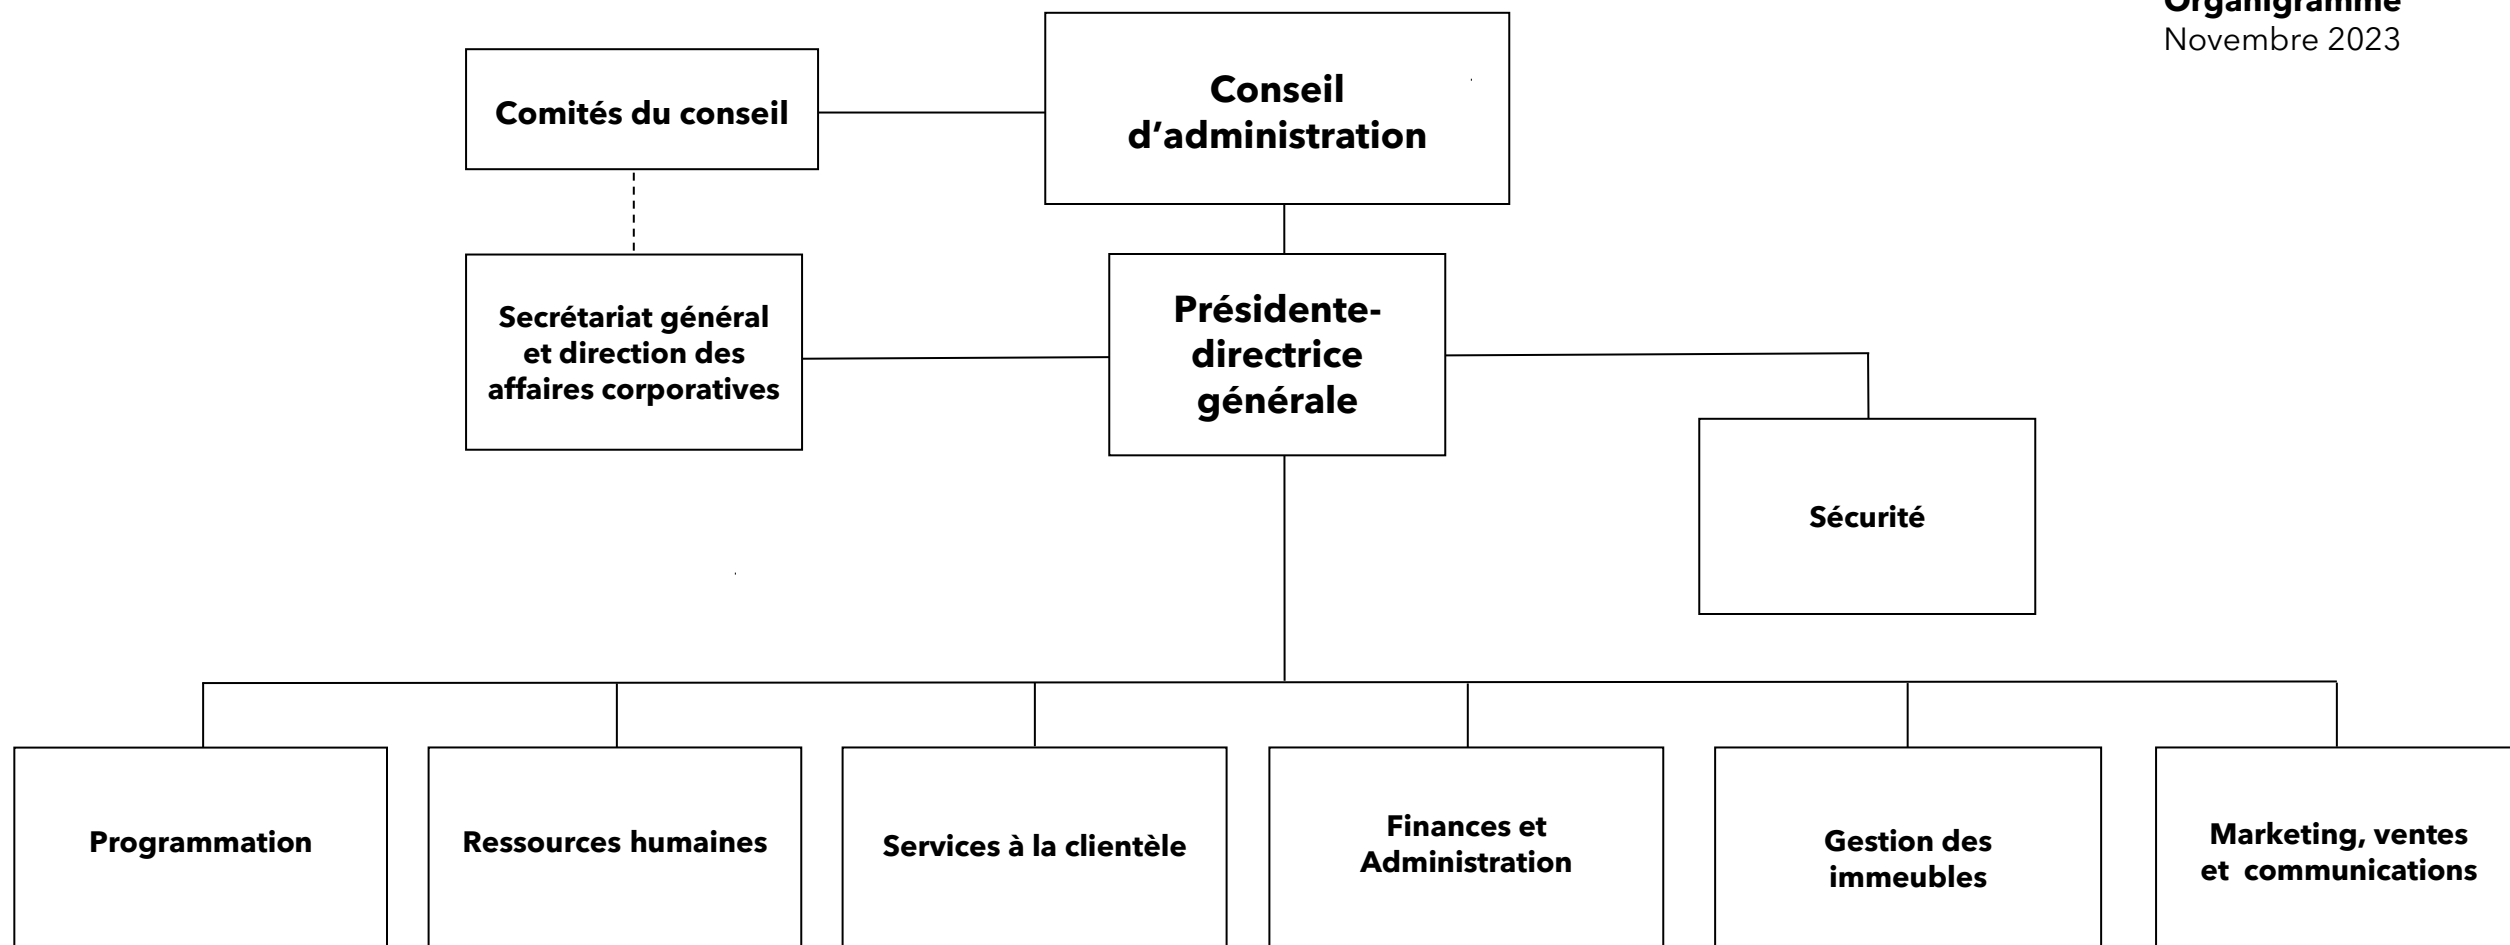 Organigramme
Novembre 2023
Conseil
d’administration
Comités du conseil
Secrétariat général
et direction des
affaires corporatives
Présidente-
directrice
générale
Sécurité
Programmation
Ressources humaines
Services à la clientèle
Finances et
Administration
Gestion des
immeubles
Marketing, ventes
et  communications